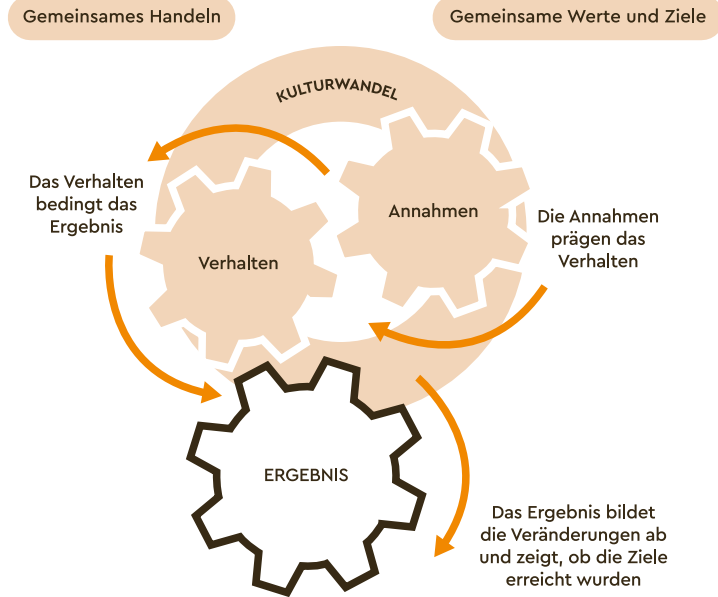 Gemeinsames Handeln
Gemeinsame Werte und Ziele
KULTURWANDEL
Das Verhalten
bedingt das
Ergebnis
Annahmen
Die Annahmen
prägen das
Verhalten
Verhalten
ERGEBNIS
Das Ergebnis bildet
die Veränderungen ab
und zeigt, ob die Ziele
erreicht wurden